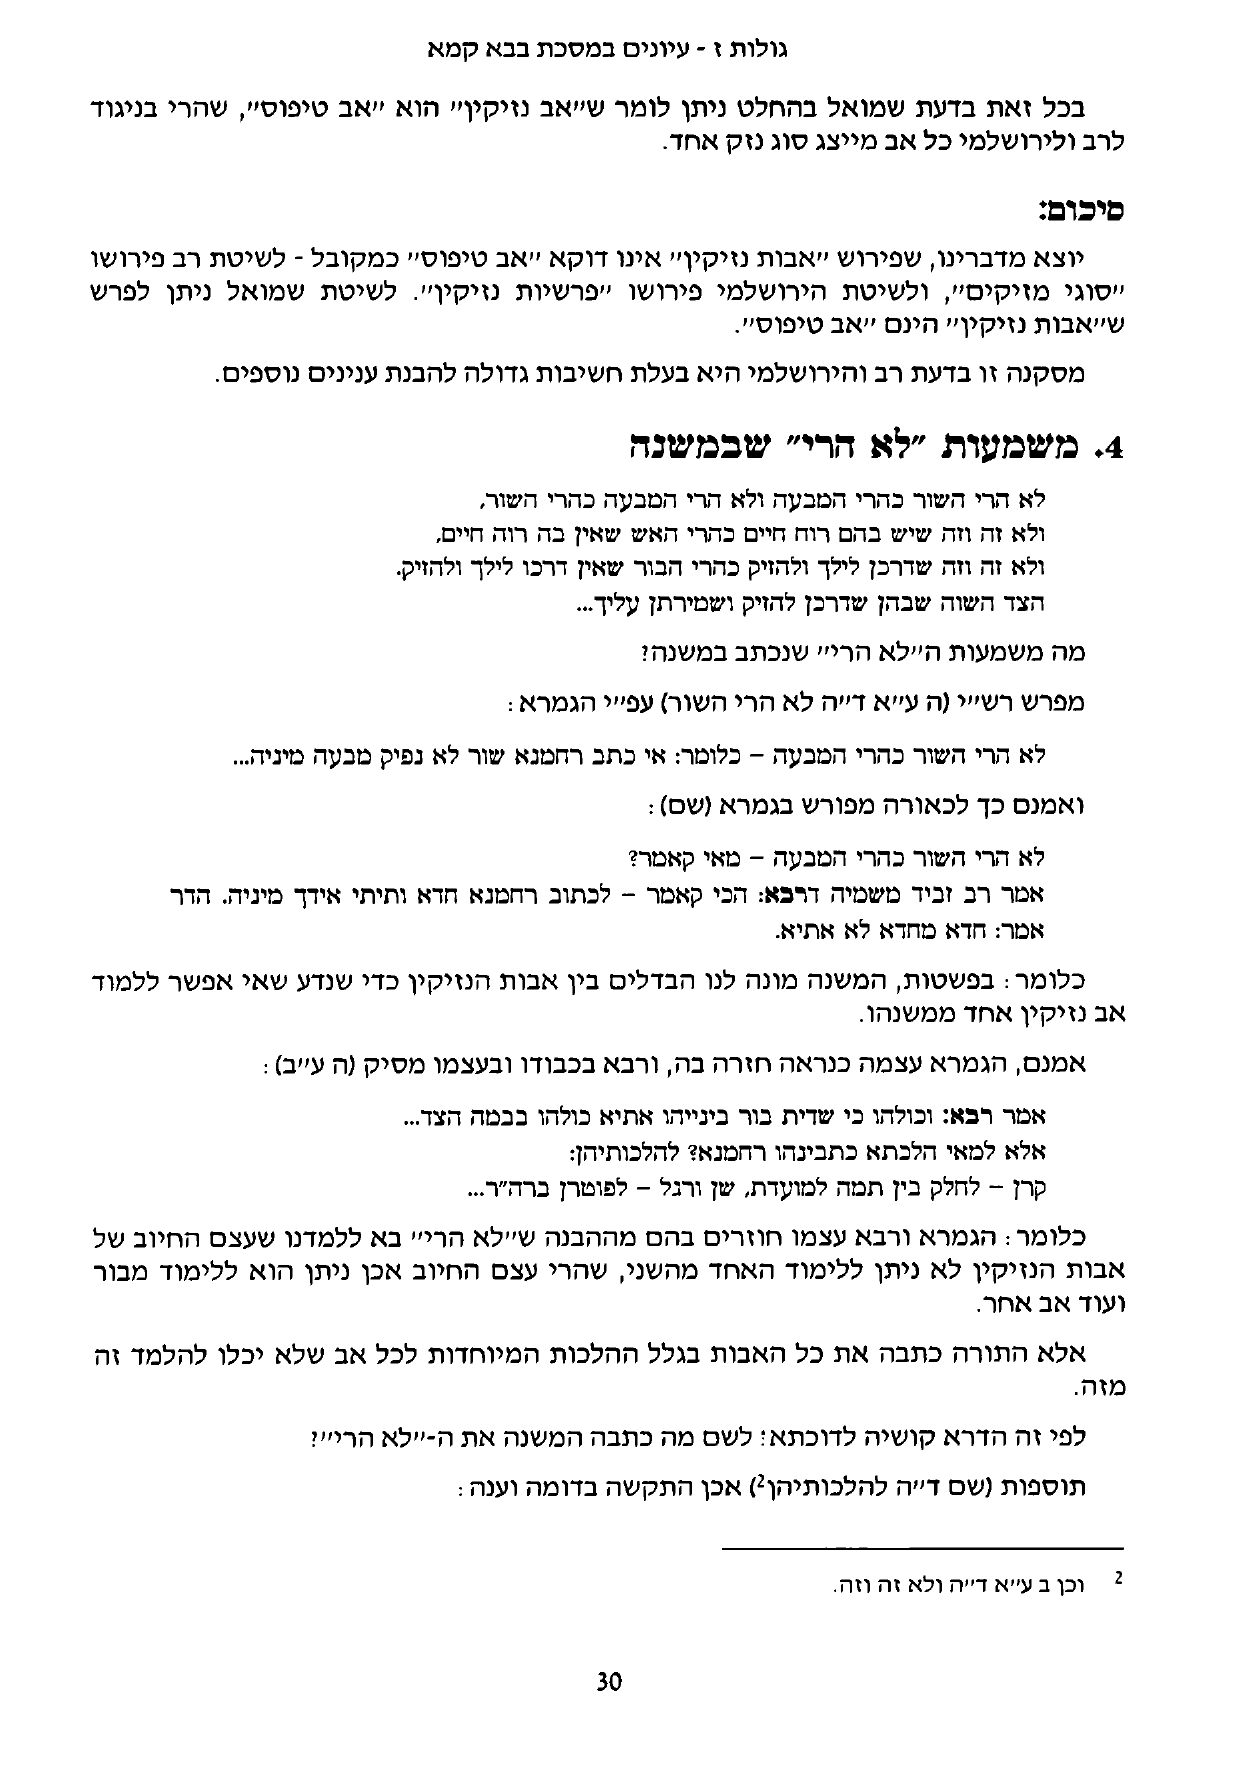 גולות ז - עיונים במסכת בבא קמא
בכל זאת בדעת שמואל בהחלט ניתן לומר ש"אב נזיקין" הוא "אב טיפוס", שהרי בניגוד
לרב ולירושלמי כל אב מייצג סוג נזק אחד.
סיכום:
יוצא מדברינו, שפירוש "אבות נזיקין" אינו דוקא "אב טיפוס" כמקובל - לשיטת רב פירושו
"סוגי מזיקים", ולשיטת הירושלמי פירושו "פרשיות נזיקין". לשיטת שמואל ניתן לפרש
ש"אבות נזיקין" הינם "אב טיפוס".
מסקנה זו בדעת רב והירושלמי היא בעלת חשיבות גדולה להבנת ענינים נוספים.
4. משמעות "לא הרי" שבמשנה
לא הרי השור כהרי המבעה ולא הרי המבעה כהרי השור,
ולא זה וזה שיש בהם רוח חיים כהרי האש שאין בה רוח חיים,
ולא זה וזה שדרכן לילך ולהזיק כהרי הבור שאין דרכו לילך ולהזיק.
הצד השוה שבהן שדרכן להזיק ושמירתן עליך...
מה משמעות ה"לא הרי" שנכתב במשנה?
מפרש רש"י (ה ע"א ד"ה לא הרי השור) עפ"י הגמרא:
לא הרי השור כהרי המבעה – כלומר: אי כתב רחמנא שור לא נפיק מבעה מיניה...
ואמנם כך לכאורה מפורש בגמרא (שם):
לא הרי השור כהרי המבעה – מאי קאמר?
אמר רב זביד משמיה דרבא: הכי קאמר – לכתוב רחמנא חדא ותיתי אידך מיניה. הדר
אמר: חדא מחדא לא אתיא.
כלומר: בפשטות, המשנה מונה לנו הבדלים בין אבות הנזיקין כדי שנדע שאי אפשר ללמוד
אב נזיקין אחד ממשנהו.
אמנם, הגמרא עצמה כנראה חזרה בה, ורבא בכבודו ובעצמו מסיק (ה ע"ב):
אמר רבא: וכולהו כי שדית בור בינייהו אתיא כולהו בבמה הצד...
אלא למאי הלכתא כתבינהו רחמנא? להלכותיהן:
קרן – לחלק בין תמה למועדת, שן ורגל – לפוטרן ברה"ר...
כלומר: הגמרא ורבא עצמו חוזרים בהם מההבנה ש"לא הרי" בא ללמדנו שעצם החיוב של
אבות הנזיקין לא ניתן ללימוד האחד מהשני, שהרי עצם החיוב אכן ניתן הוא ללימוד מבור
ועוד אב אחר.
אלא התורה כתבה את כל האבות בגלל ההלכות המיוחדות לכל אב שלא יכלו להלמד זה
מזה.
לפי זה הדרא קושיה לדוכתא: לשם מה כתבה המשנה את ה-"לא הרי"?
תוספות (שם ד"ה להלכותיהן2) אכן התקשה בדומה וענה:
2 וכן ב ע"א ד"ה ולא זה וזה.
30